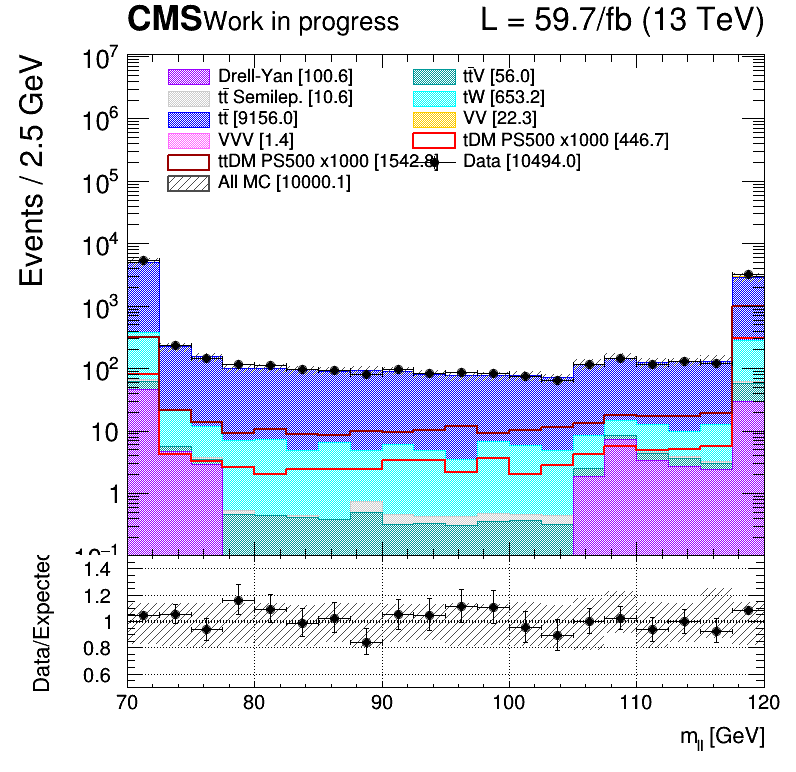 CMS Work in progress L = 59.7/fb (13 TeV)
Events / 2.5 GeV
10⁷
10⁶
10⁵
10⁴
10³
10²
10
1
10⁻¹
Drell-Yan [100.6] tt̄V [56.0]
tt̄ Semilep. [10.6] tW [653.2]
tt̄ [9156.0] VV [22.3]
VVV [1.4] tDM PS500 x1000 [446.7]
ttDM PS500 x1000 [1542.8] Data [10494.0]
All MC [10000.1]
Data/Expected
1.4
1.2
1
0.8
0.6
70 80 90 100 110 120
m_ll [GeV]